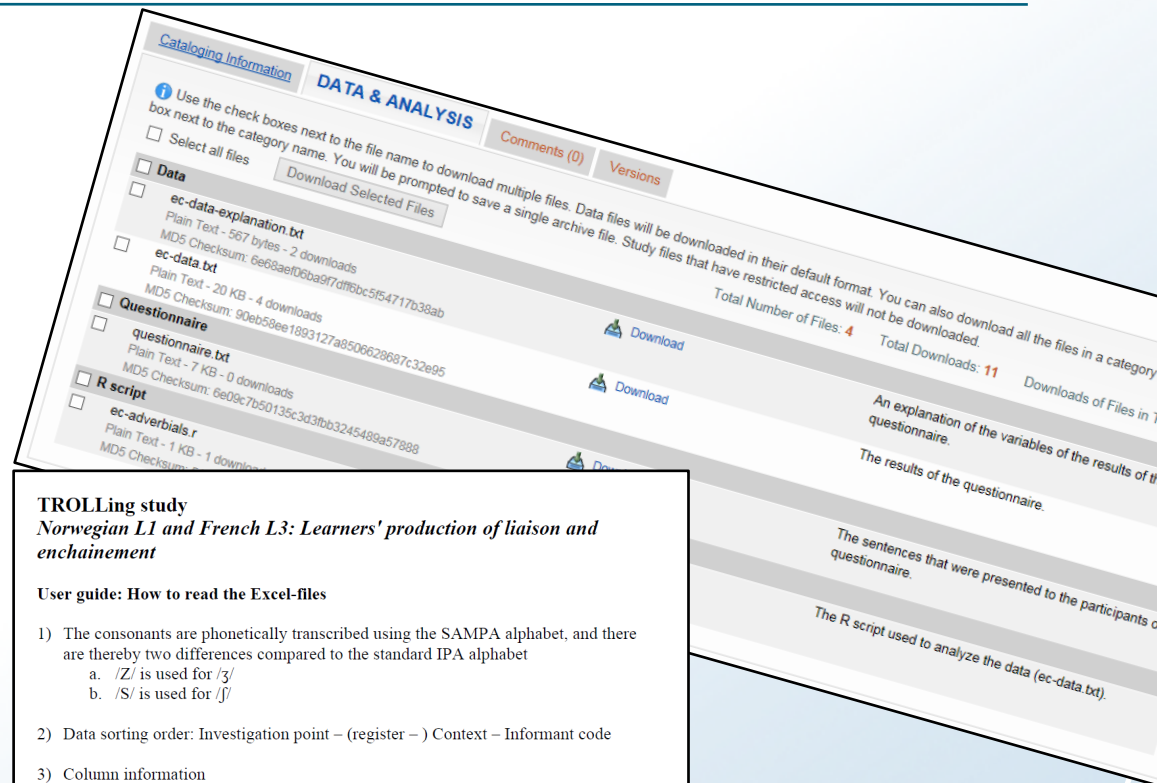 Cataloging Information
DATA & ANALYSIS
Comments (0)
Versions
Use the check boxes next to the file name to download multiple files. Data files will be downloaded in their default format. You can also download all the files in a category
box next to the category name. You will be prompted to save a single archive file. Study files that have restricted access will not be downloaded.
Select all files
Download Selected Files
Total Number of Files: 4
Total Downloads: 11
Downloads of Files in
Data
ec-data-explanation.txt
Plain Text - 567 bytes - 2 downloads
MD5 Checksum: 6e68aef06ba9f7dff6bc5f54717b38ab
Download
An explanation of the variables of the results of
questionnaire.
ec-data.txt
Plain Text - 20 KB - 4 downloads
MD5 Checksum: 90eb58ee1893127a8506628687c32e95
Download
The results of the questionnaire.
Questionnaire
questionnaire.txt
Plain Text - 7 KB - 0 downloads
MD5 Checksum: 6e09c7b50135c3d3fbb3245489a57888
The sentences that were presented to the participants
questionnaire.
R script
ec-adverbials.r
Plain Text - 1 KB - 1
MD5 Checksum:
The R script used to analyze the data (ec-data.txt).
TROLLing study
Norwegian L1 and French L3: Learners' production of liaison and
enchainement
User guide: How to read the Excel-files
1) The consonants are phonetically transcribed using the SAMPA alphabet, and there
are thereby two differences compared to the standard IPA alphabet
a. /Z/ is used for /ʒ/
b. /S/ is used for /ʃ/
2) Data sorting order: Investigation point – (register – ) Context – Informant code
3) Column information